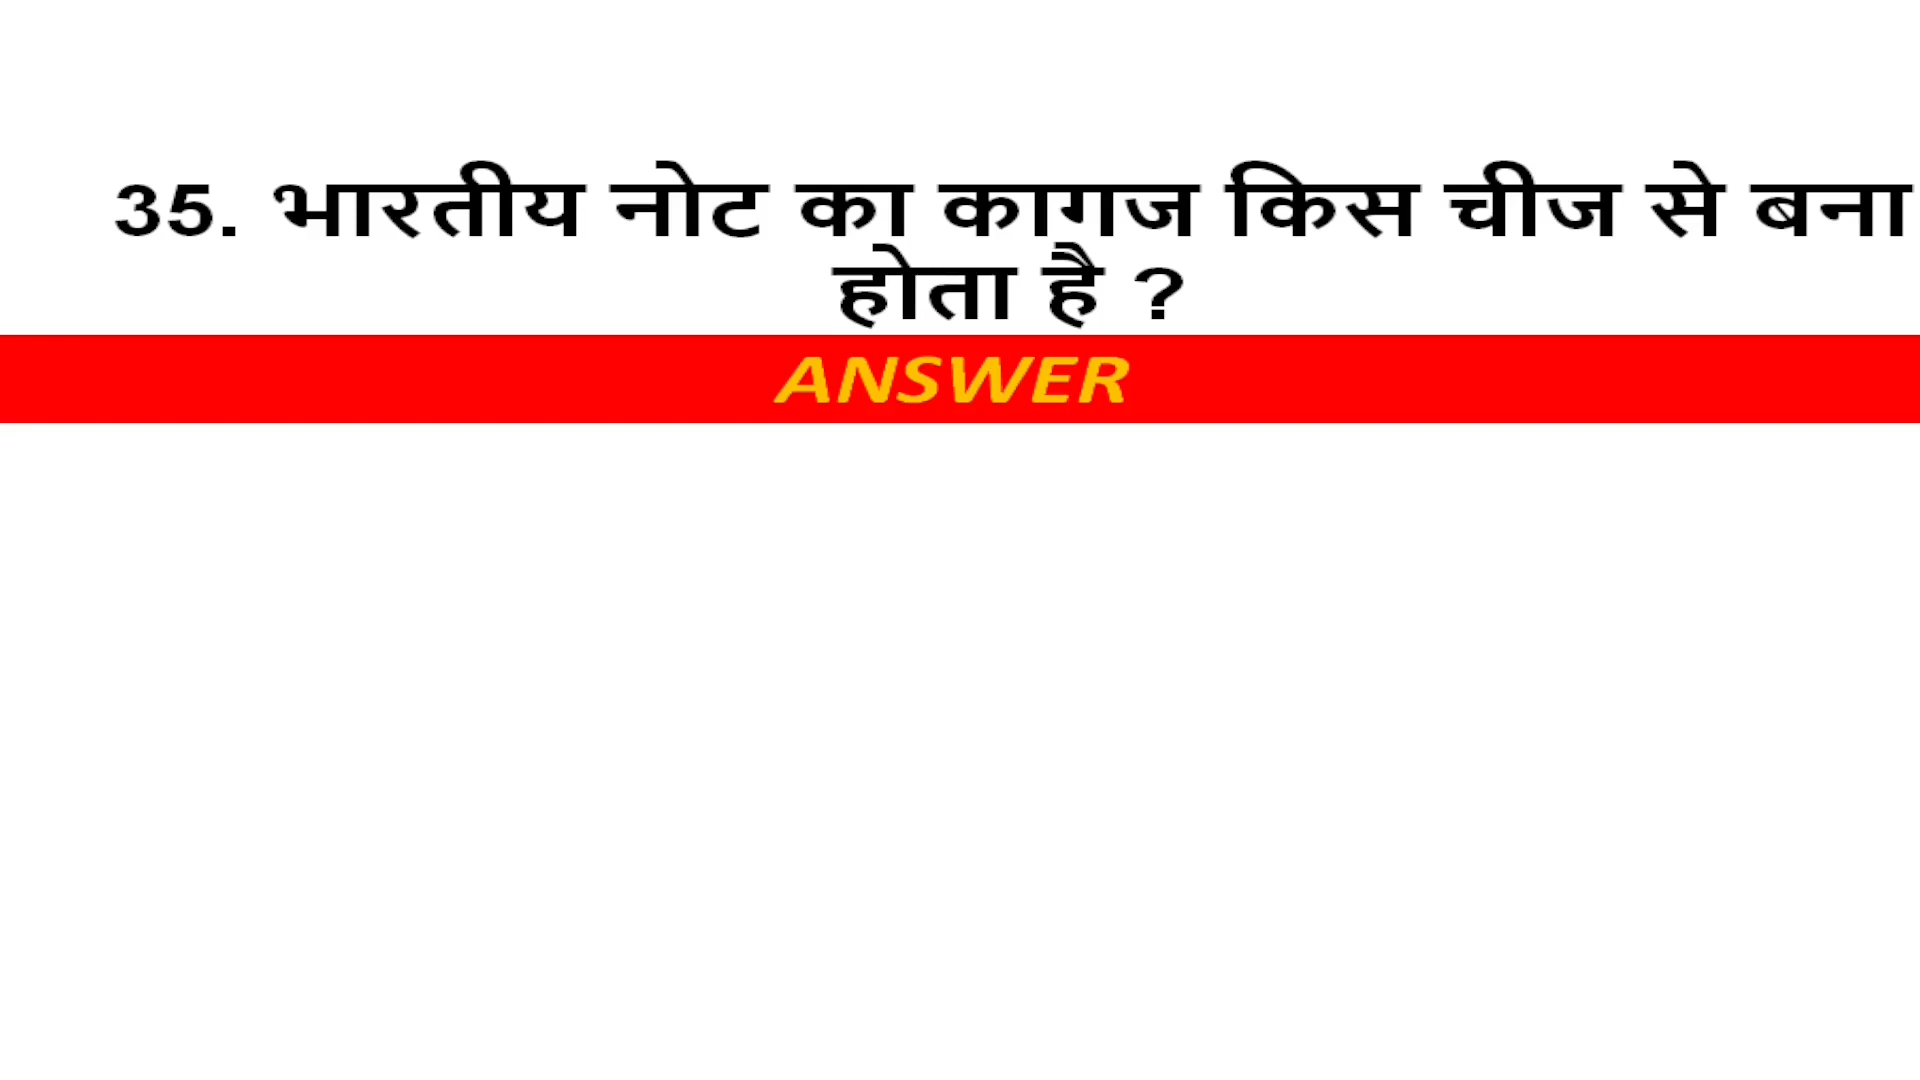 35. भारतीय नोट का कागज किस चीज से बना
होता है ?
ANSWER